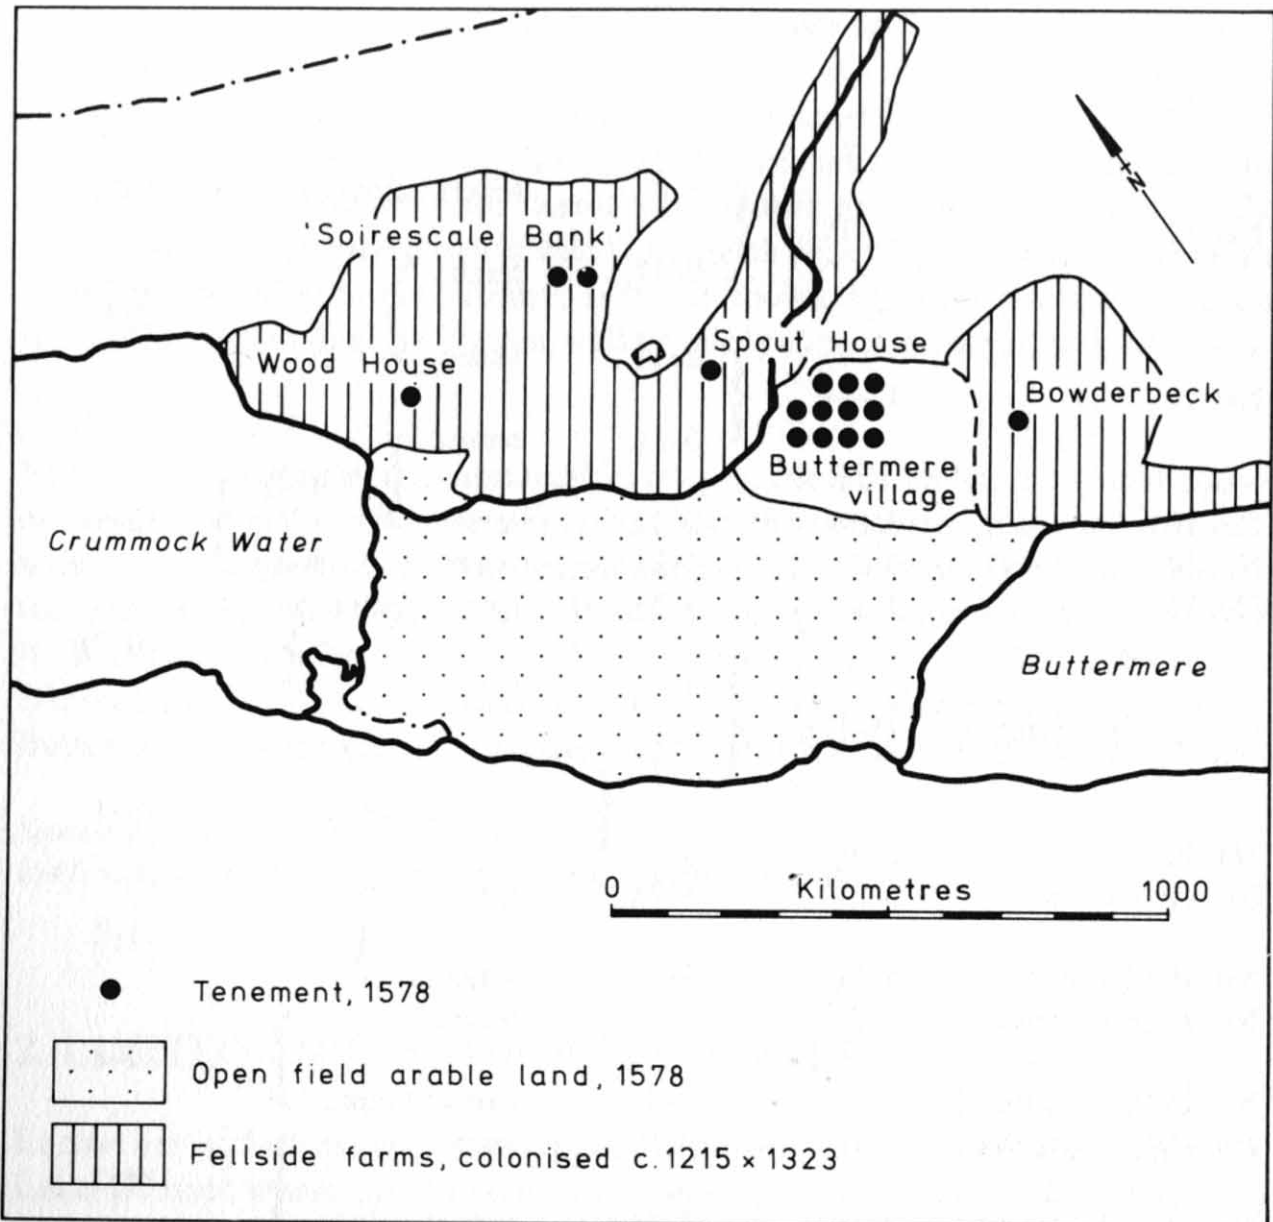 'Soirescale Bank'
N
Wood House
Spout House
Bowderbeck
Buttermere
village
Crummock Water
Buttermere
0 Kilometres 1000
Tenement, 1578
Open field arable land, 1578
Fellside farms, colonised c.1215 × 1323